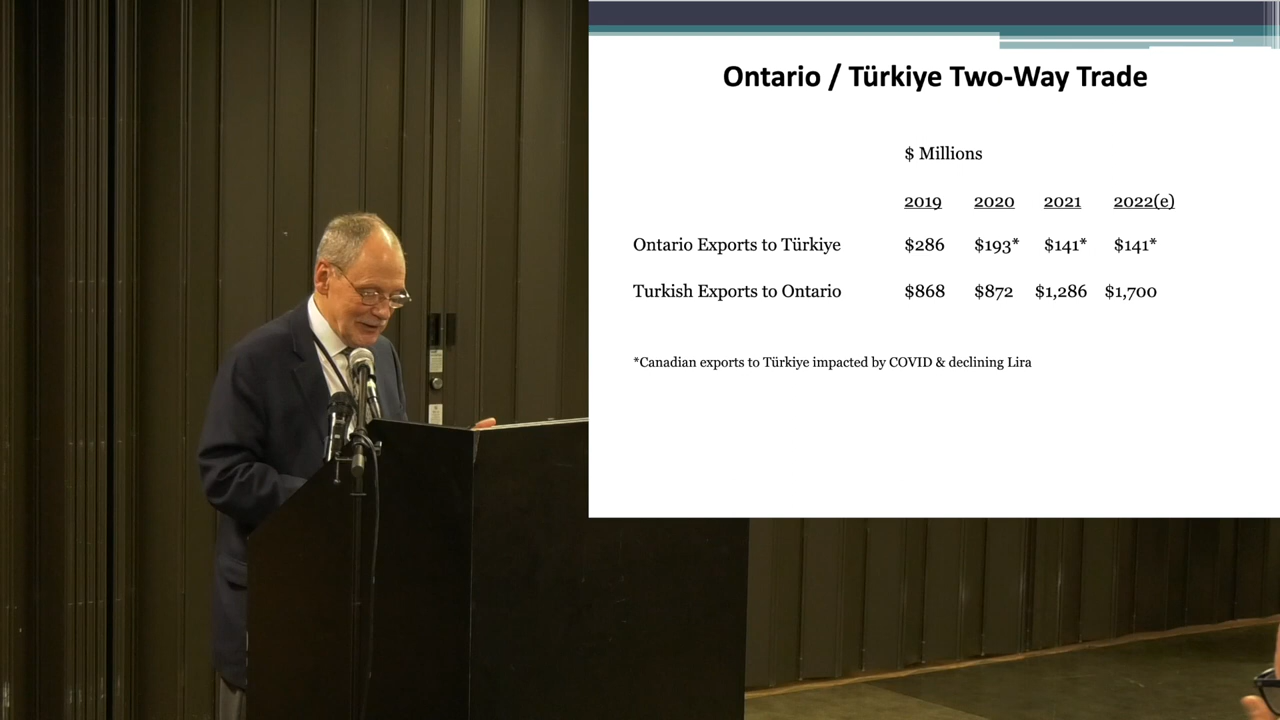 Ontario / Türkiye Two-Way Trade
$ Millions
2019 2020 2021 2022(e)
Ontario Exports to Türkiye $286 $193* $141* $141*
Turkish Exports to Ontario $868 $872 $1,286 $1,700
*Canadian exports to Türkiye impacted by COVID & declining Lira